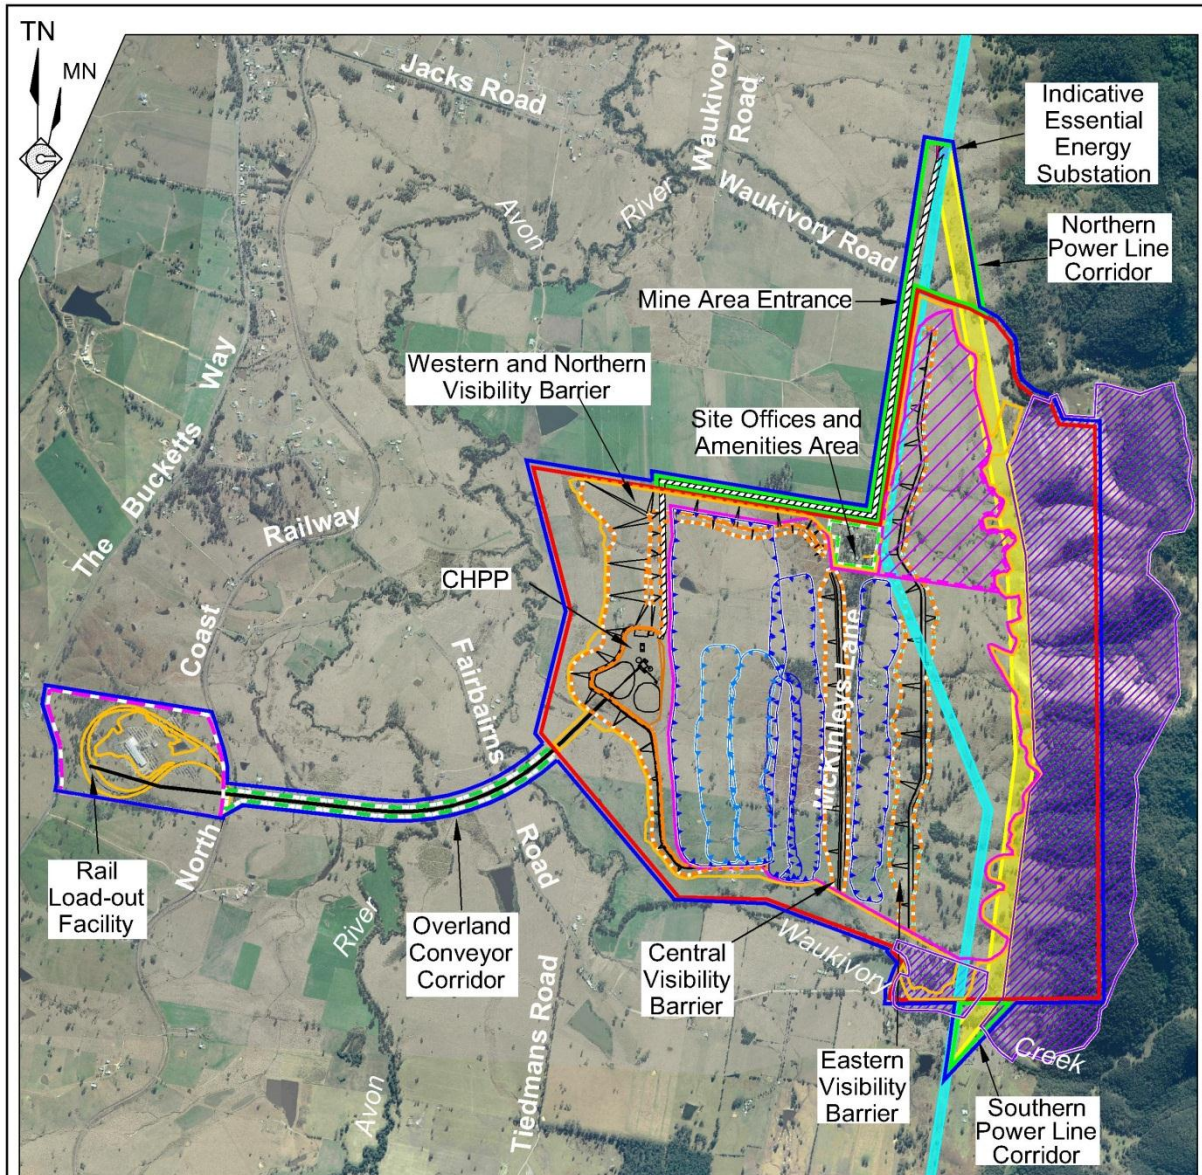 TN
MN
Jacks Road
Waukivory
Road
Indicative
Essential
Energy
Substation
Avon
River
Waukivory Road
Northern
Power Line
Corridor
Mine Area Entrance
Western and Northern
Visibility Barrier
Site Offices and
Amenities Area
The Bucketts Way
North Coast Railway
CHPP
Fairbairns
Road
McKinleys Lane
Rail
Load-out
Facility
Overland
Conveyor
Corridor
River
Avon
Tiedmans Road
Central
Visibility
Barrier
Waukivory
Creek
Eastern
Visibility
Barrier
Southern
Power Line
Corridor